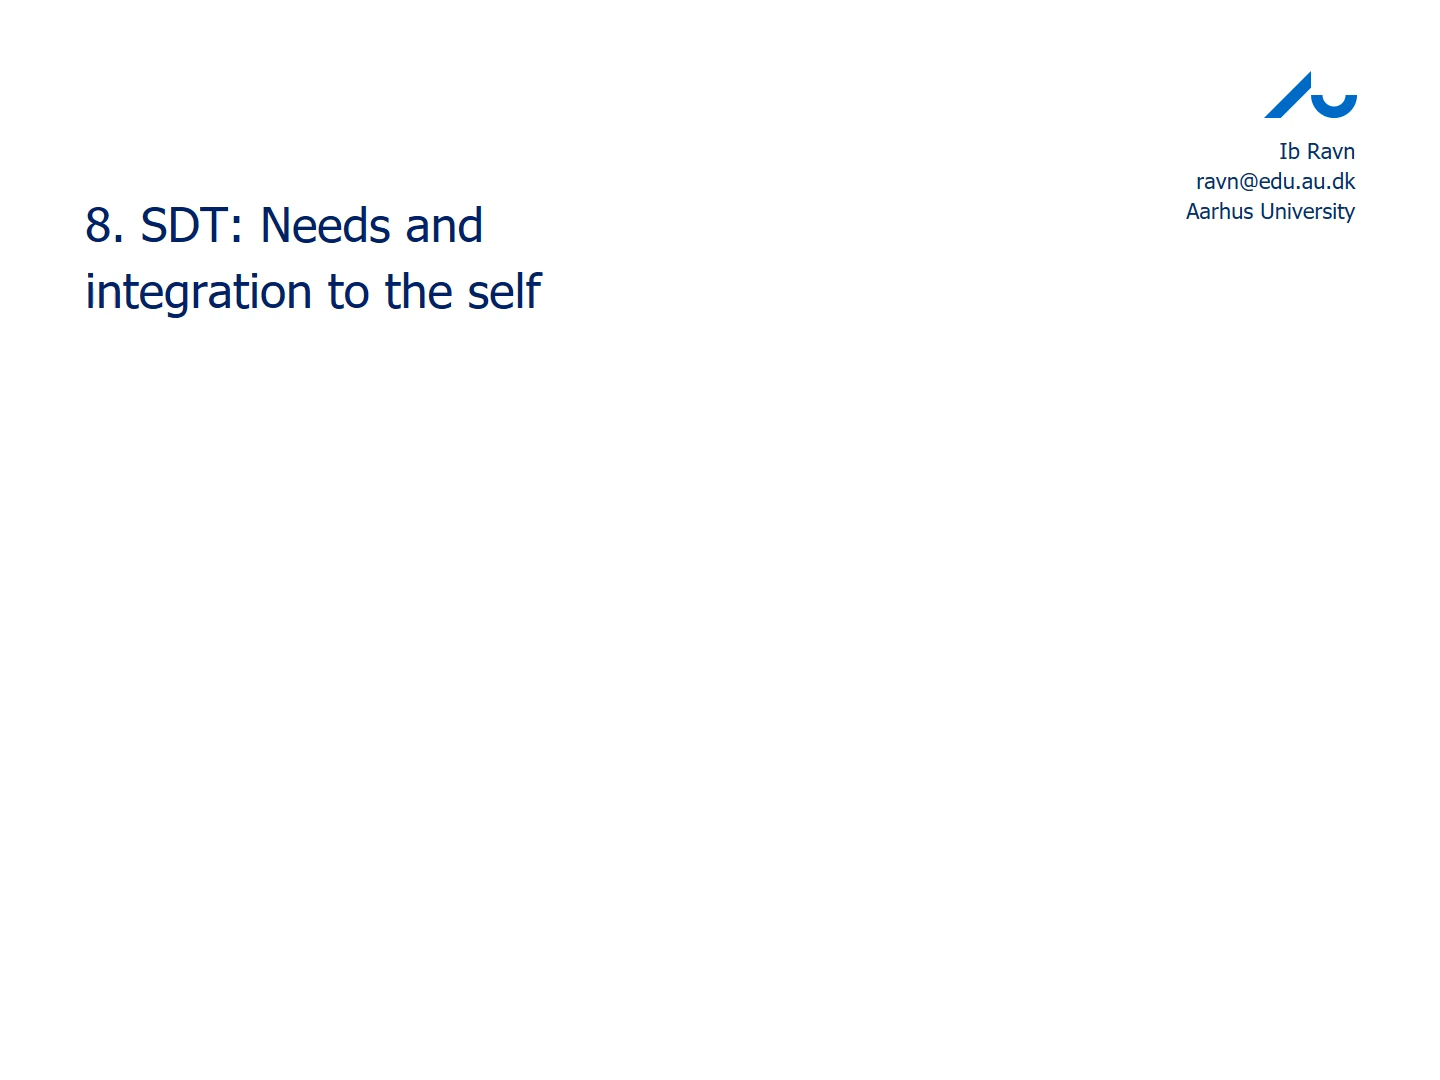 Ib Ravn
ravn@edu.au.dk
Aarhus University
8. SDT: Needs and
integration to the self